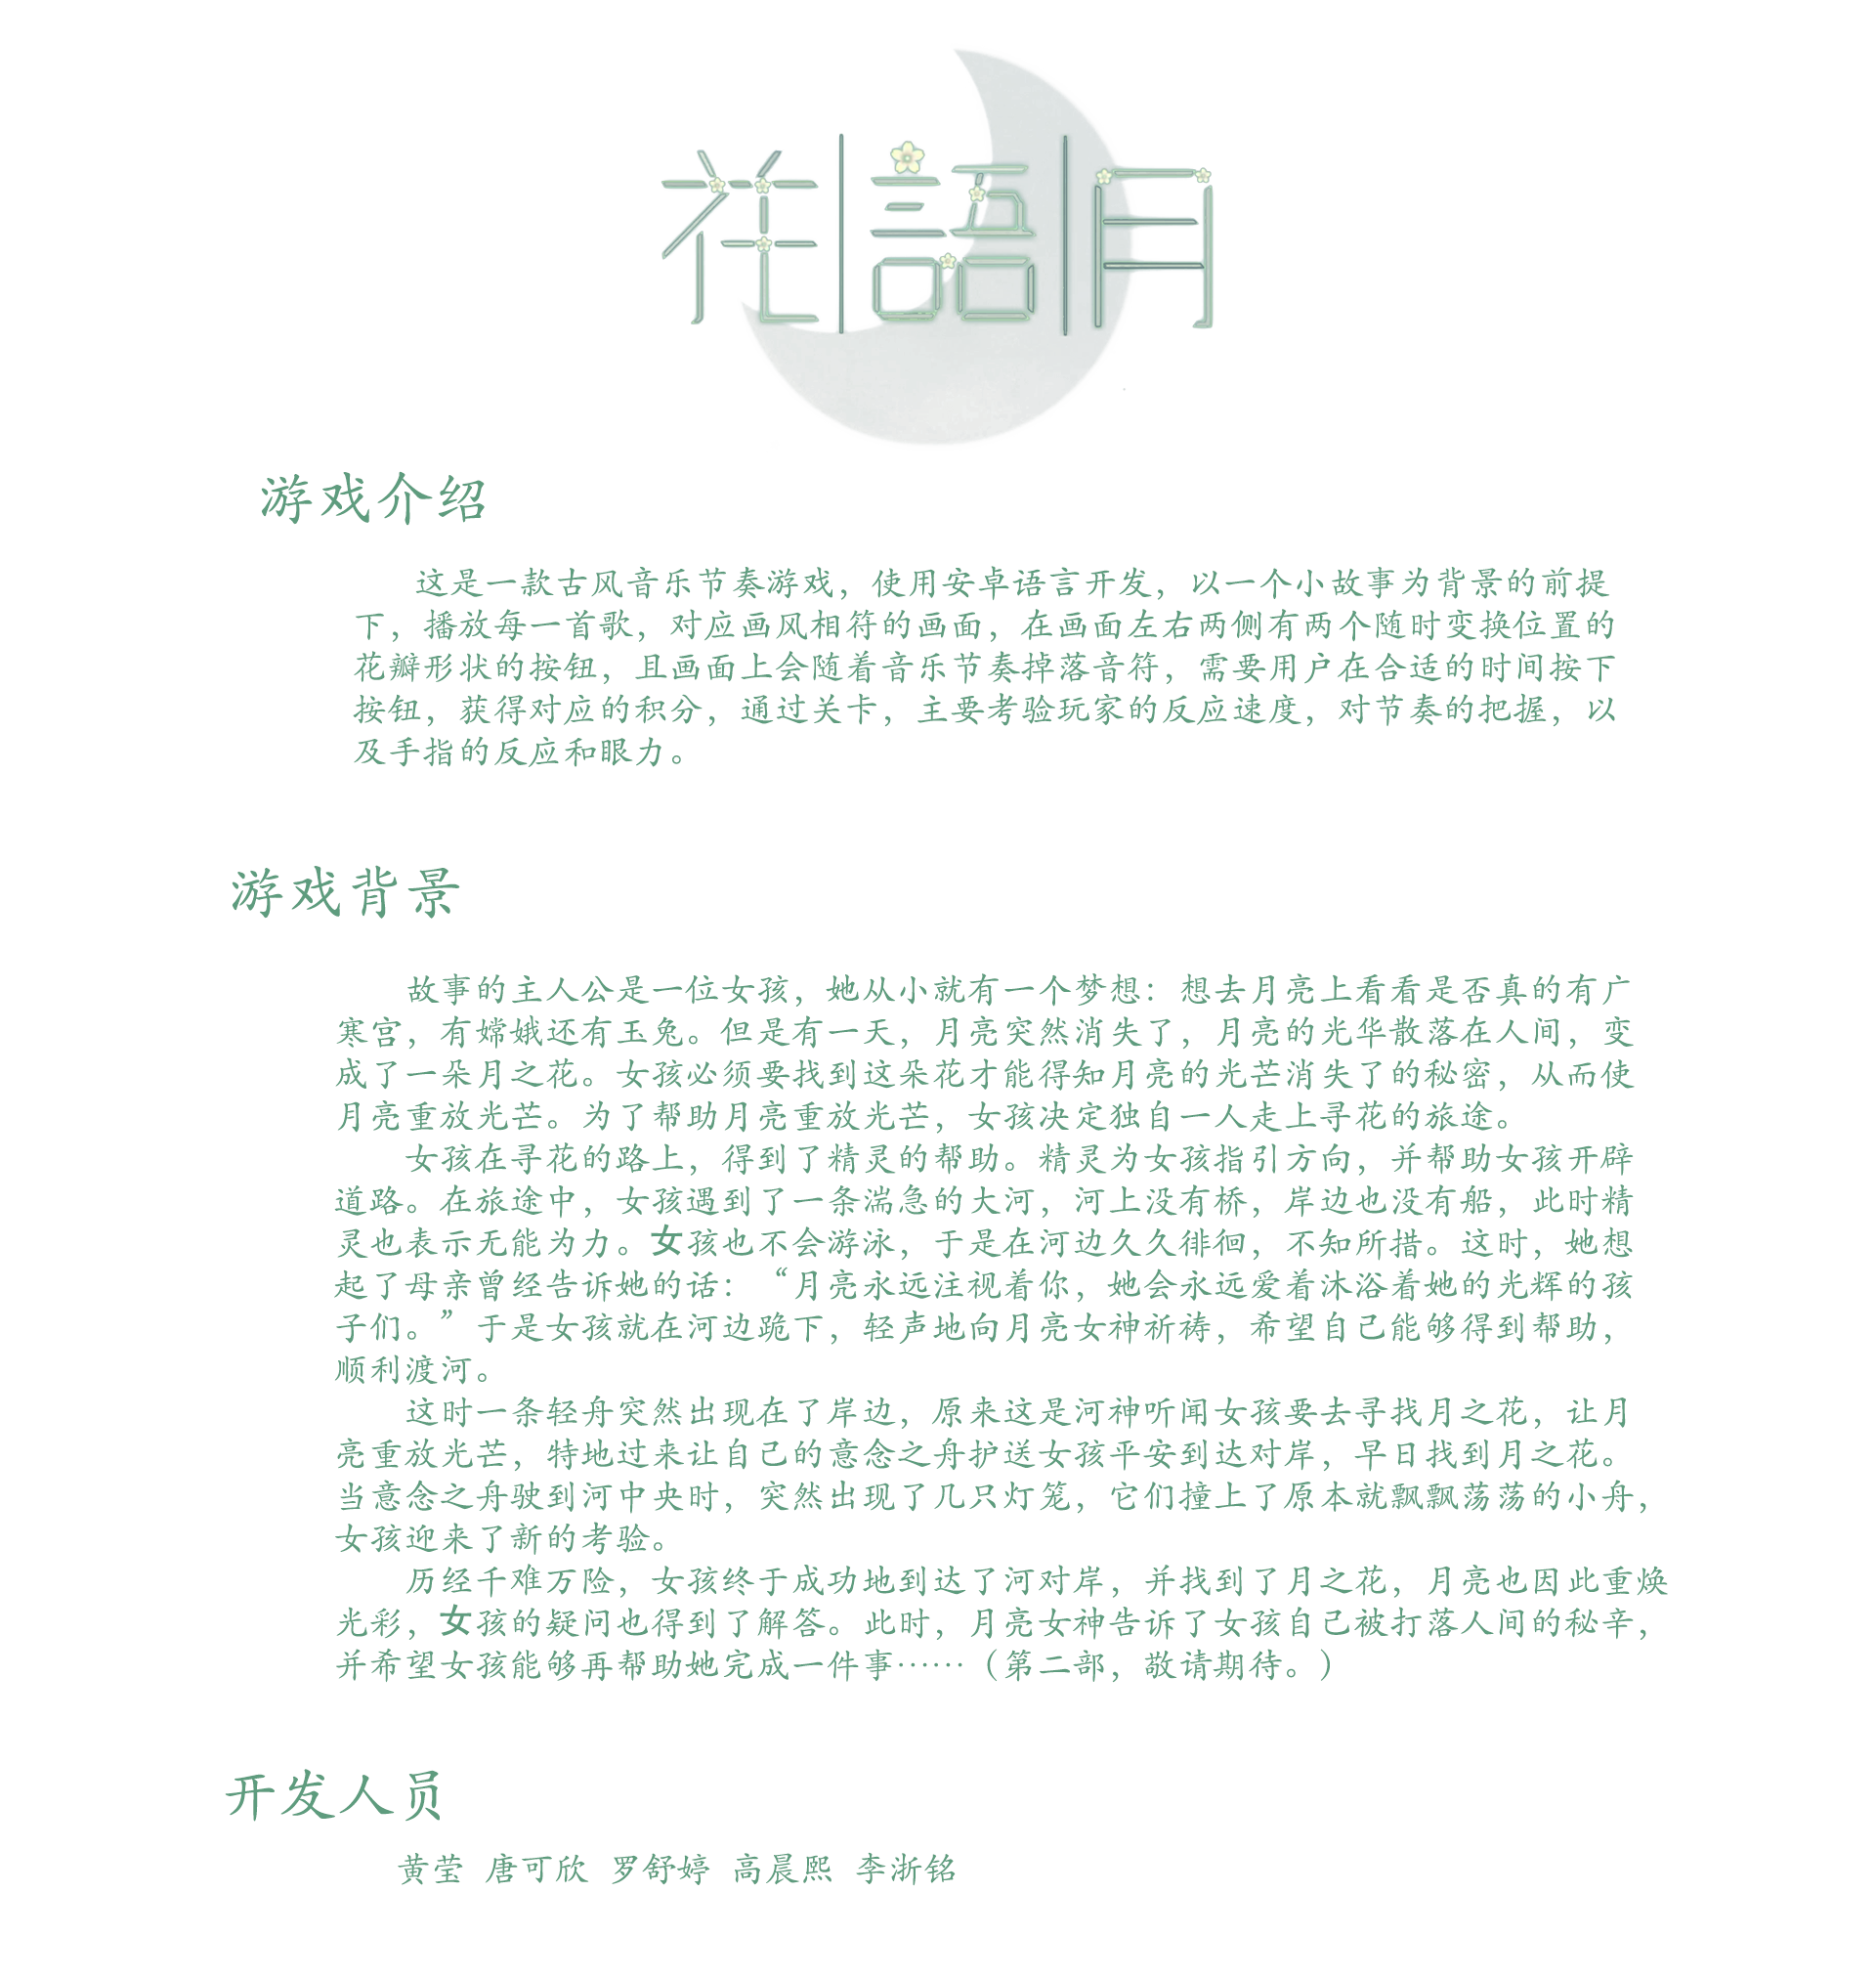 花語月
游戏介绍
这是一款古风音乐节奏游戏，使用安卓语言开发，以一个小故事为背景的前提
下，播放每一首歌，对应画风相符的画面，在画面左右两侧有两个随时变换位置的
花瓣形状的按钮，且画面上会随着音乐节奏掉落音符，需要用户在合适的时间按下
按钮，获得对应的积分，通过关卡，主要考验玩家的反应速度，对节奏的把握，以
及手指的反应和眼力。
游戏背景
故事的主人公是一位女孩，她从小就有一个梦想：想去月亮上看看是否真的有广
寒宫，有嫦娥还有玉兔。但是有一天，月亮突然消失了，月亮的光华散落在人间，变
成了一朵月之花。女孩必须要找到这朵花才能得知月亮的光芒消失了的秘密，从而使
月亮重放光芒。为了帮助月亮重放光芒，女孩决定独自一人走上寻花的旅途。
女孩在寻花的路上，得到了精灵的帮助。精灵为女孩指引方向，并帮助女孩开辟
道路。在旅途中，女孩遇到了一条湍急的大河，河上没有桥，岸边也没有船，此时精
灵也表示无能为力。女孩也不会游泳，于是在河边久久徘徊，不知所措。这时，她想
起了母亲曾经告诉她的话：“月亮永远注视着你，她会永远爱着沐浴着她的光辉的孩
子们。”于是女孩就在河边跪下，轻声地向月亮女神祈祷，希望自己能够得到帮助，
顺利渡河。
这时一条轻舟突然出现在了岸边，原来这是河神听闻女孩要去寻找月之花，让月
亮重放光芒，特地过来让自己的意念之舟护送女孩平安到达对岸，早日找到月之花。
当意念之舟驶到河中央时，突然出现了几只灯笼，它们撞上了原本就飘飘荡荡的小舟，
女孩迎来了新的考验。
历经千难万险，女孩终于成功地到达了河对岸，并找到了月之花，月亮也因此重焕
光彩，女孩的疑问也得到了解答。此时，月亮女神告诉了女孩自己被打落人间的秘辛，
并希望女孩能够再帮助她完成一件事……（第二部，敬请期待。）
开发人员
黄莹 唐可欣 罗舒婷 高晨熙 李浙铭